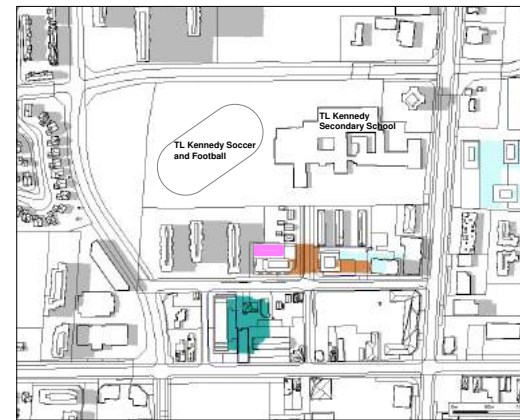 TL Kennedy
Secondary School
TL Kennedy Soccer
and Football